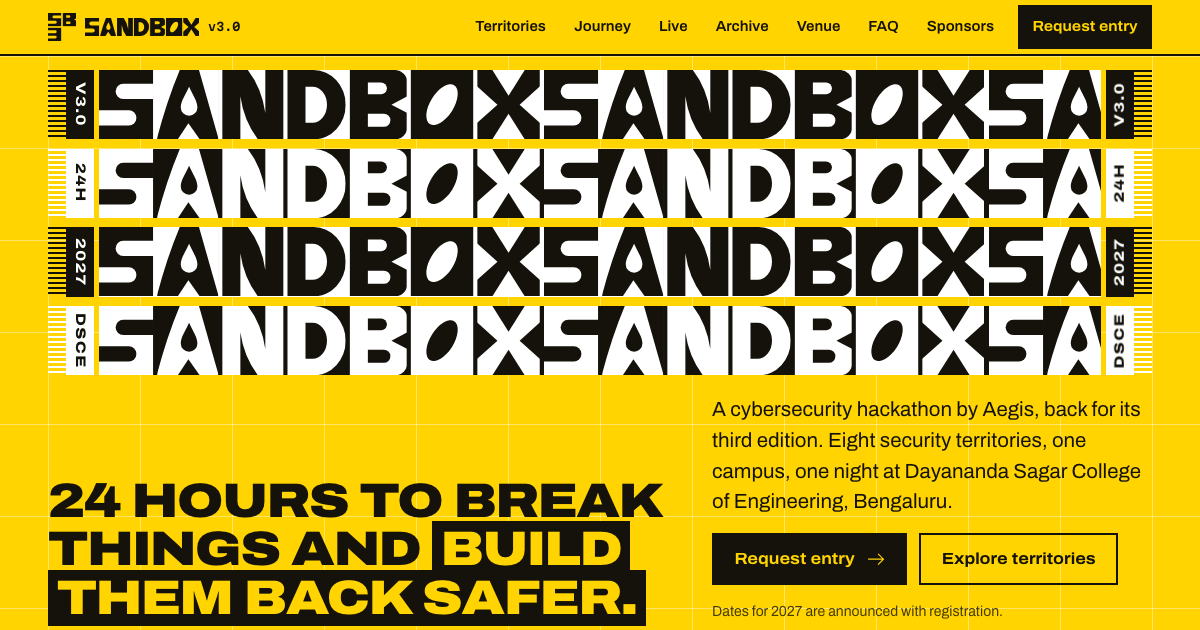 SB
3
SANDBOX v3.0
Territories Journey Live Archive Venue FAQ Sponsors Request entry
V3.0 SANDBOXSANDBOXSA V3.0
24H SANDBOXSANDBOXSA 24H
2027 SANDBOXSANDBOXSA 2027
DSCE SANDBOXSANDBOXSA DSCE
A cybersecurity hackathon by Aegis, back for its
third edition. Eight security territories, one
campus, one night at Dayananda Sagar College
of Engineering, Bengaluru.
24 HOURS TO BREAK
THINGS AND BUILD
THEM BACK SAFER.
Request entry → Explore territories
Dates for 2027 are announced with registration.